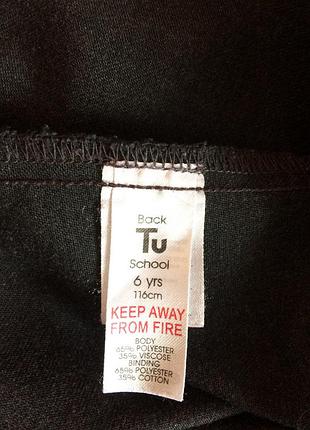 Back
Tu
School
6 yrs
116cm
KEEP AWAY
FROM FIRE
BODY
65% POLYESTER
35% VISCOSE
BINDING
65% POLYESTER
35% COTTON